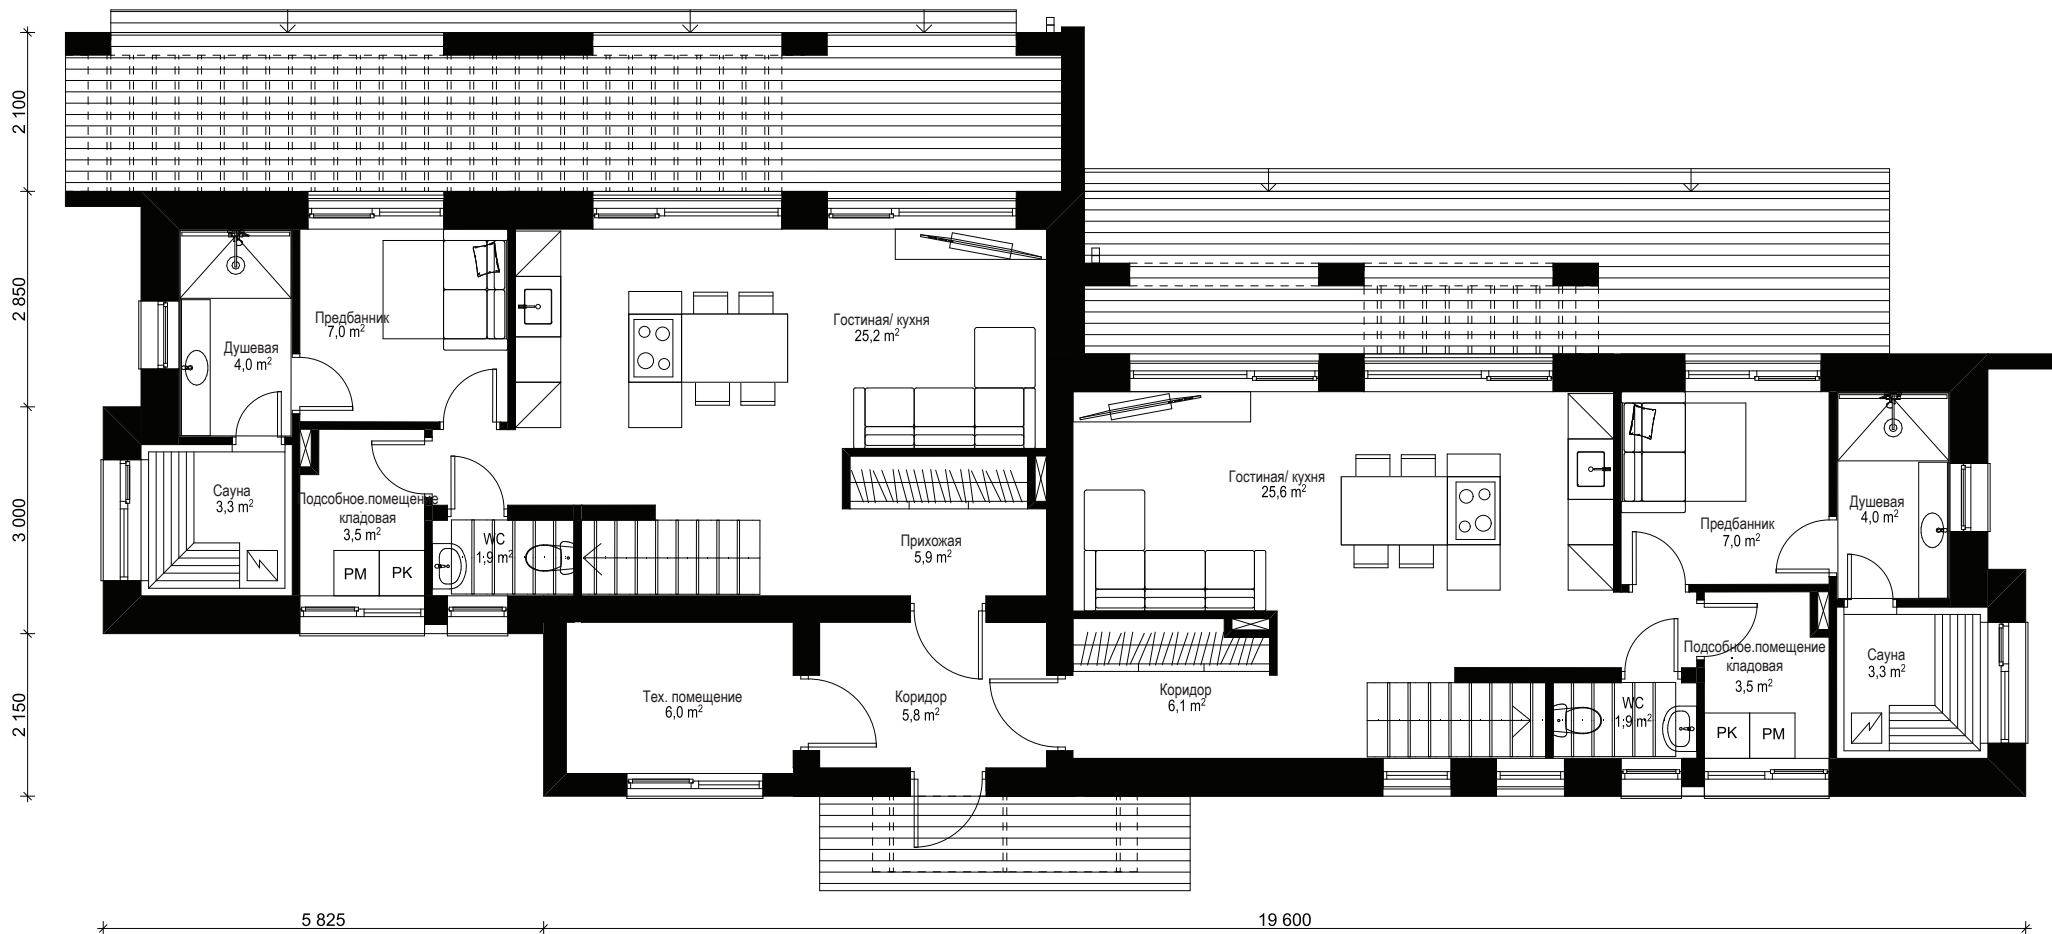 2 100
2 850
3 000
2 150
Предбанник
7,0 m²
Душевая
4,0 m²
Гостиная/ кухня
25,2 m²
Сауна
3,3 m²
Подсобное.помещение
кладовая
3,5 m²
PM
PK
WC
1,9 m²
Прихожая
5,9 m²
Тех. помещение
6,0 m²
Коридор
5,8 m²
Коридор
6,1 m²
Гостиная/ кухня
25,6 m²
Предбанник
7,0 m²
Душевая
4,0 m²
Подсобное.помещение
кладовая
3,5 m²
Сауна
3,3 m²
WC
1,9 m²
PK
PM
5 825
19 600